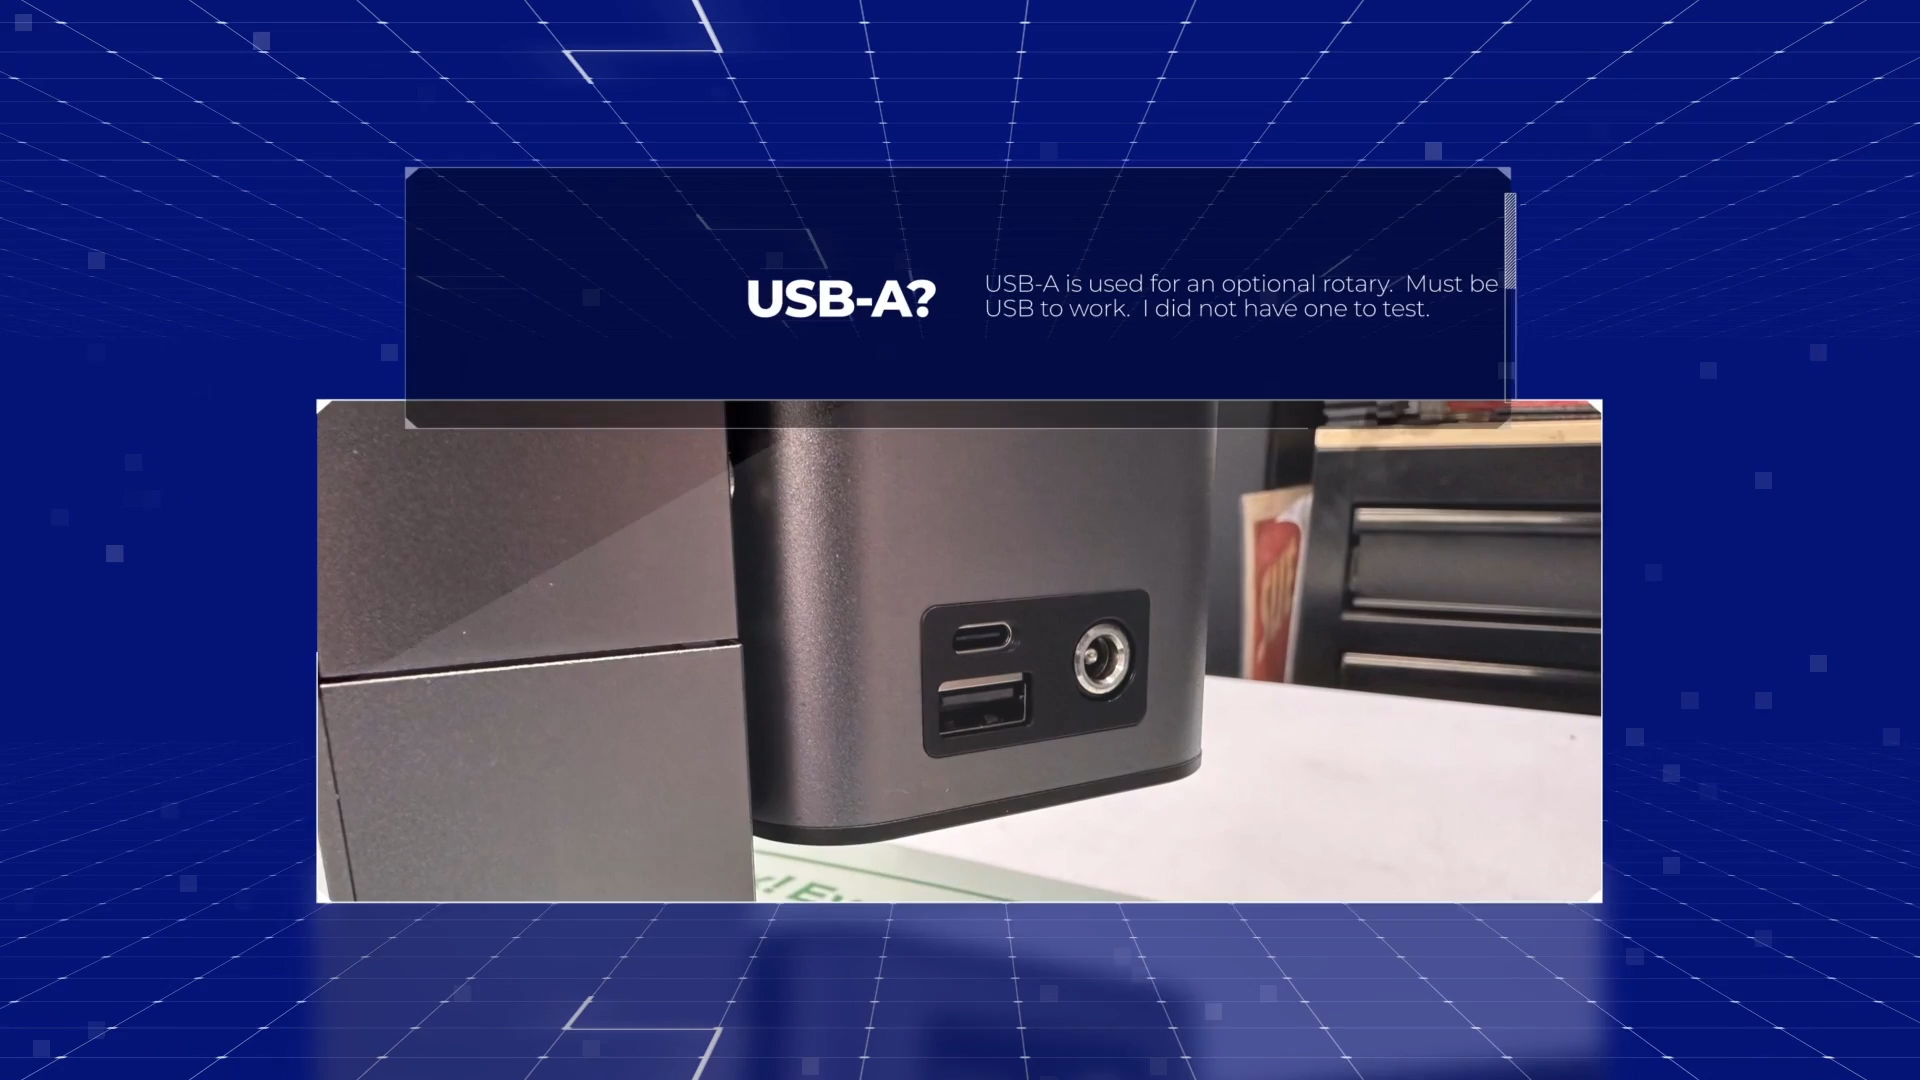 USB-A?
USB-A is used for an optional rotary.  Must be
USB to work.  I did not have one to test.
y! Ex